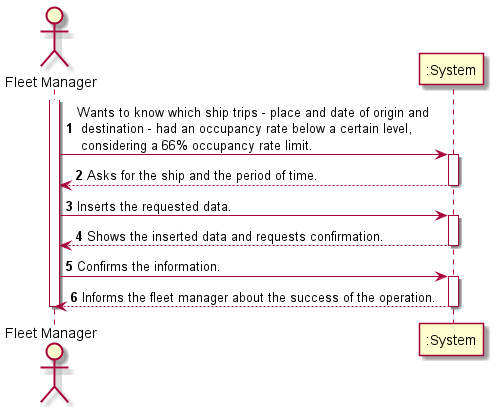 Fleet Manager
:System
1 Wants to know which ship trips - place and date of origin and
destination - had an occupancy rate below a certain level,
considering a 66% occupancy rate limit.
2 Asks for the ship and the period of time.
3 Inserts the requested data.
4 Shows the inserted data and requests confirmation.
5 Confirms the information.
6 Informs the fleet manager about the success of the operation.
Fleet Manager
:System